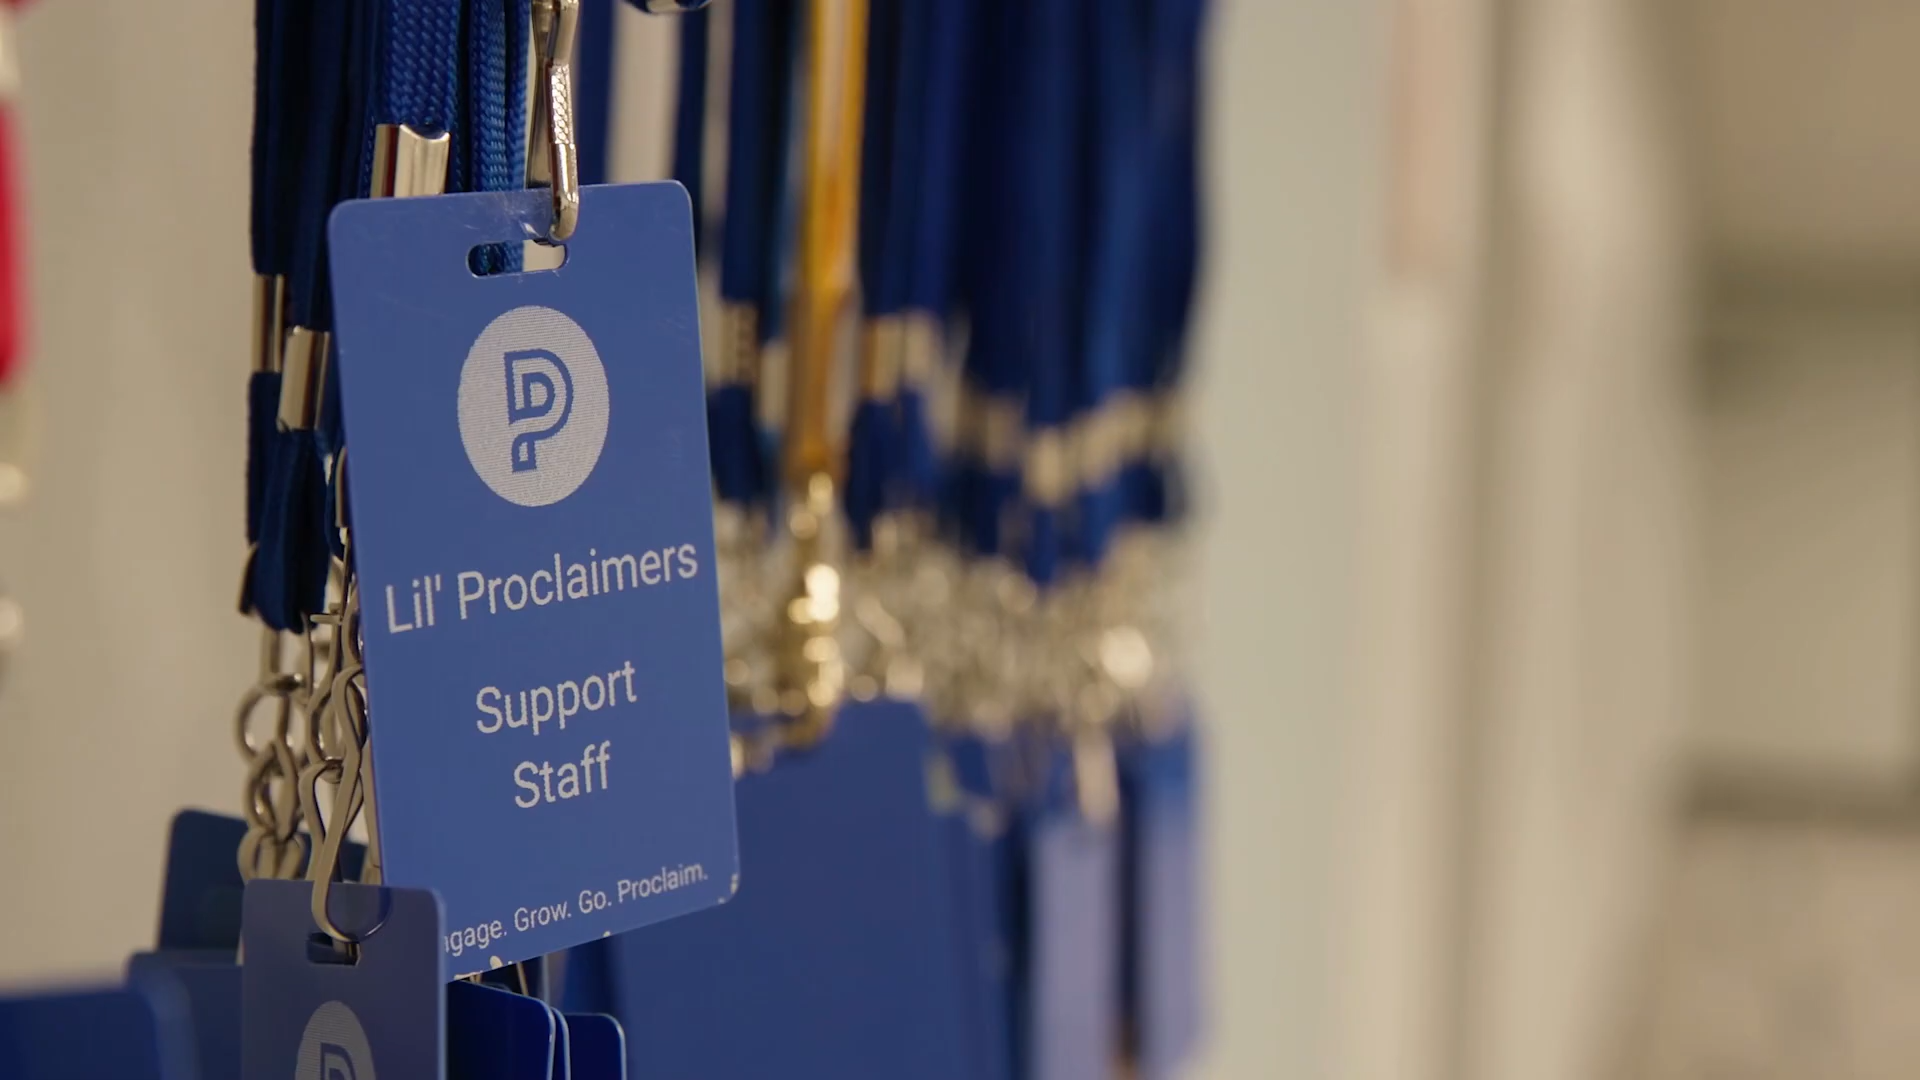 P
Lil' Proclaimers
Support
Staff
gage. Grow. Go. Proclaim.
P